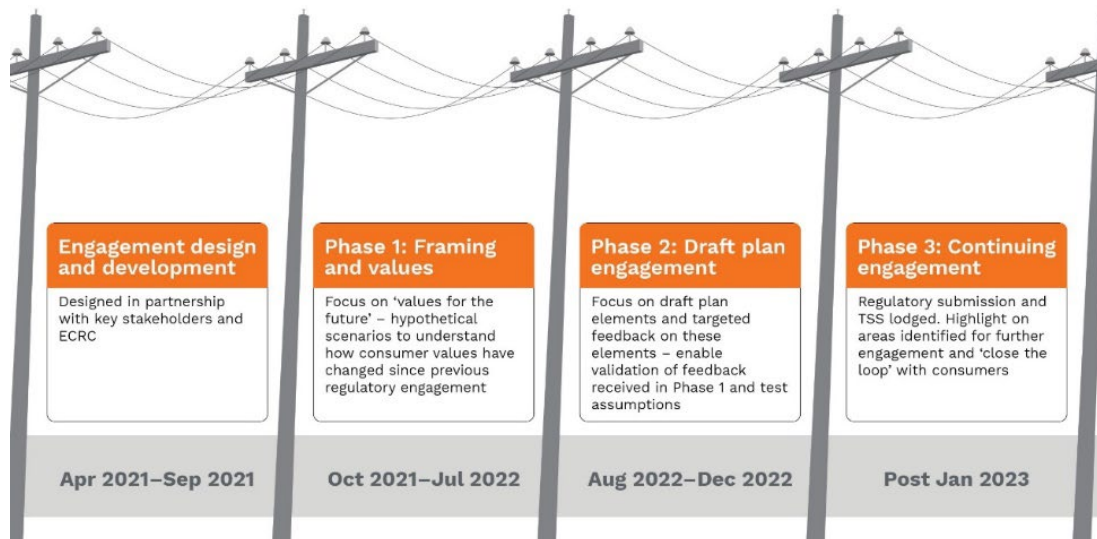 Engagement design
and development
Designed in partnership
with key stakeholders and
ECRC
Apr 2021–Sep 2021
Phase 1: Framing
and values
Focus on ‘values for the
future’ – hypothetical
scenarios to understand
how consumer values have
changed since previous
regulatory engagement
Oct 2021–Jul 2022
Phase 2: Draft plan
engagement
Focus on draft plan
elements and targeted
feedback on these
elements – enable
validation of feedback
received in Phase 1 and test
assumptions
Aug 2022–Dec 2022
Phase 3: Continuing
engagement
Regulatory submission and
TSS lodged. Highlight on
areas identified for further
engagement and ‘close the
loop’ with consumers
Post Jan 2023